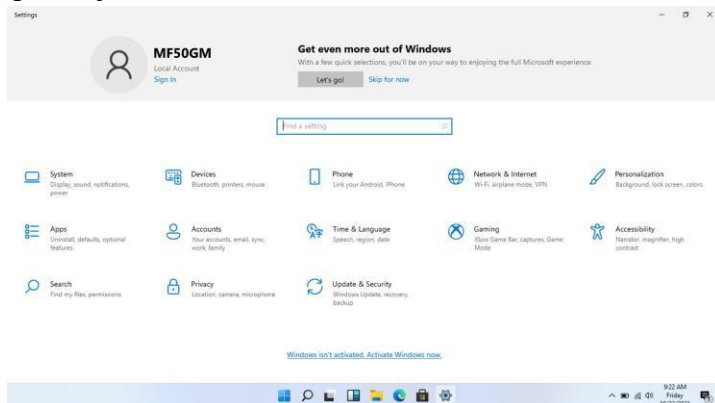 Settings
MF50GM
Local Account
Sign In
Get even more out of Windows
With a few quick selections, you'll be on your way to enjoying the full Microsoft experience.
Let's go!
Skip for now
Find a setting
System
Display, sound, notifications,
power
Devices
Bluetooth, printers, mouse
Phone
Link your Android, iPhone
Network & Internet
Wi-Fi, airplane mode, VPN
Personalization
Background, lock screen, colors
Apps
Uninstall, defaults, optional
features
Accounts
Your accounts, email, sync,
work, family
Time & Language
Speech, region, date
Gaming
Xbox Game Bar, captures, Game
Mode
Accessibility
Narrator, magnifier, high
contrast
Search
Find my files, permissions
Privacy
Location, camera, microphone
Update & Security
Windows Update, recovery,
backup
Windows isn't activated. Activate Windows now.
9:22 AM
Friday